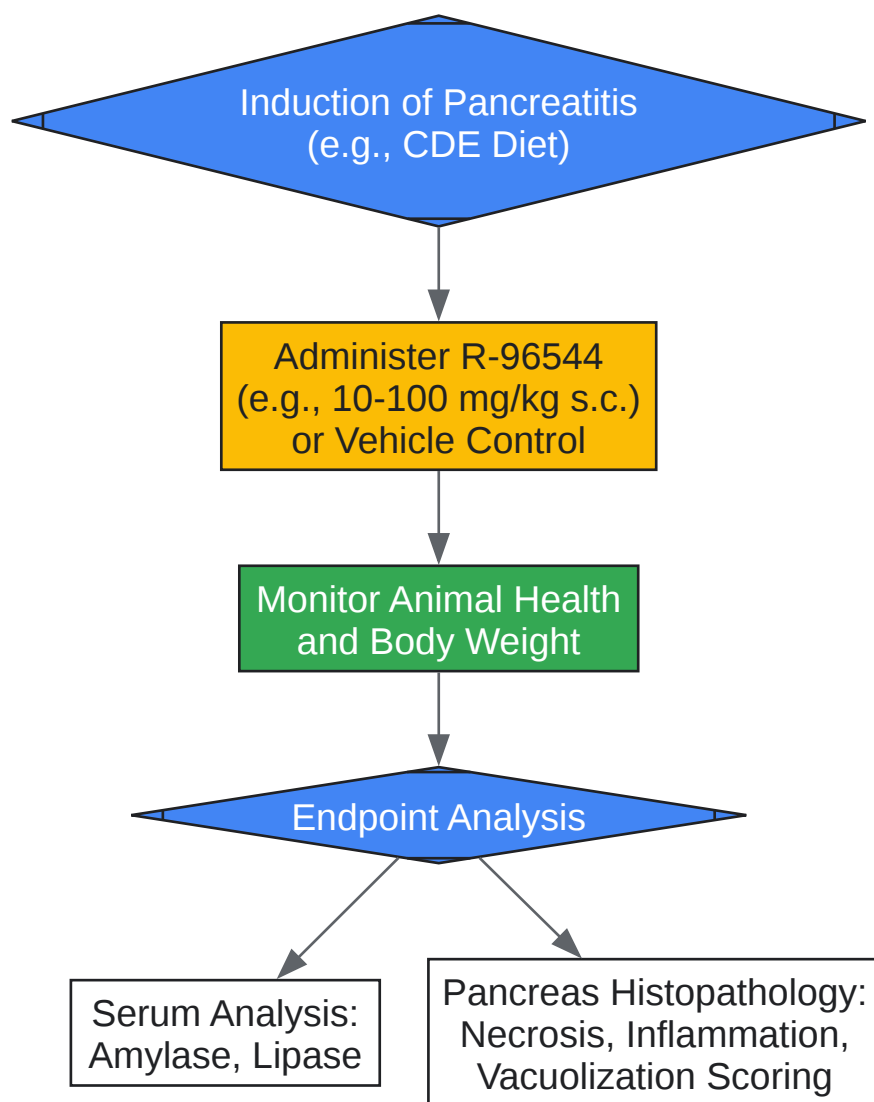 Induction of Pancreatitis
(e.g., CDE Diet)
Administer R-96544
(e.g., 10-100 mg/kg s.c.)
or Vehicle Control
Monitor Animal Health
and Body Weight
Endpoint Analysis
Serum Analysis:
Amylase, Lipase
Pancreas Histopathology:
Necrosis, Inflammation,
Vacuolization Scoring